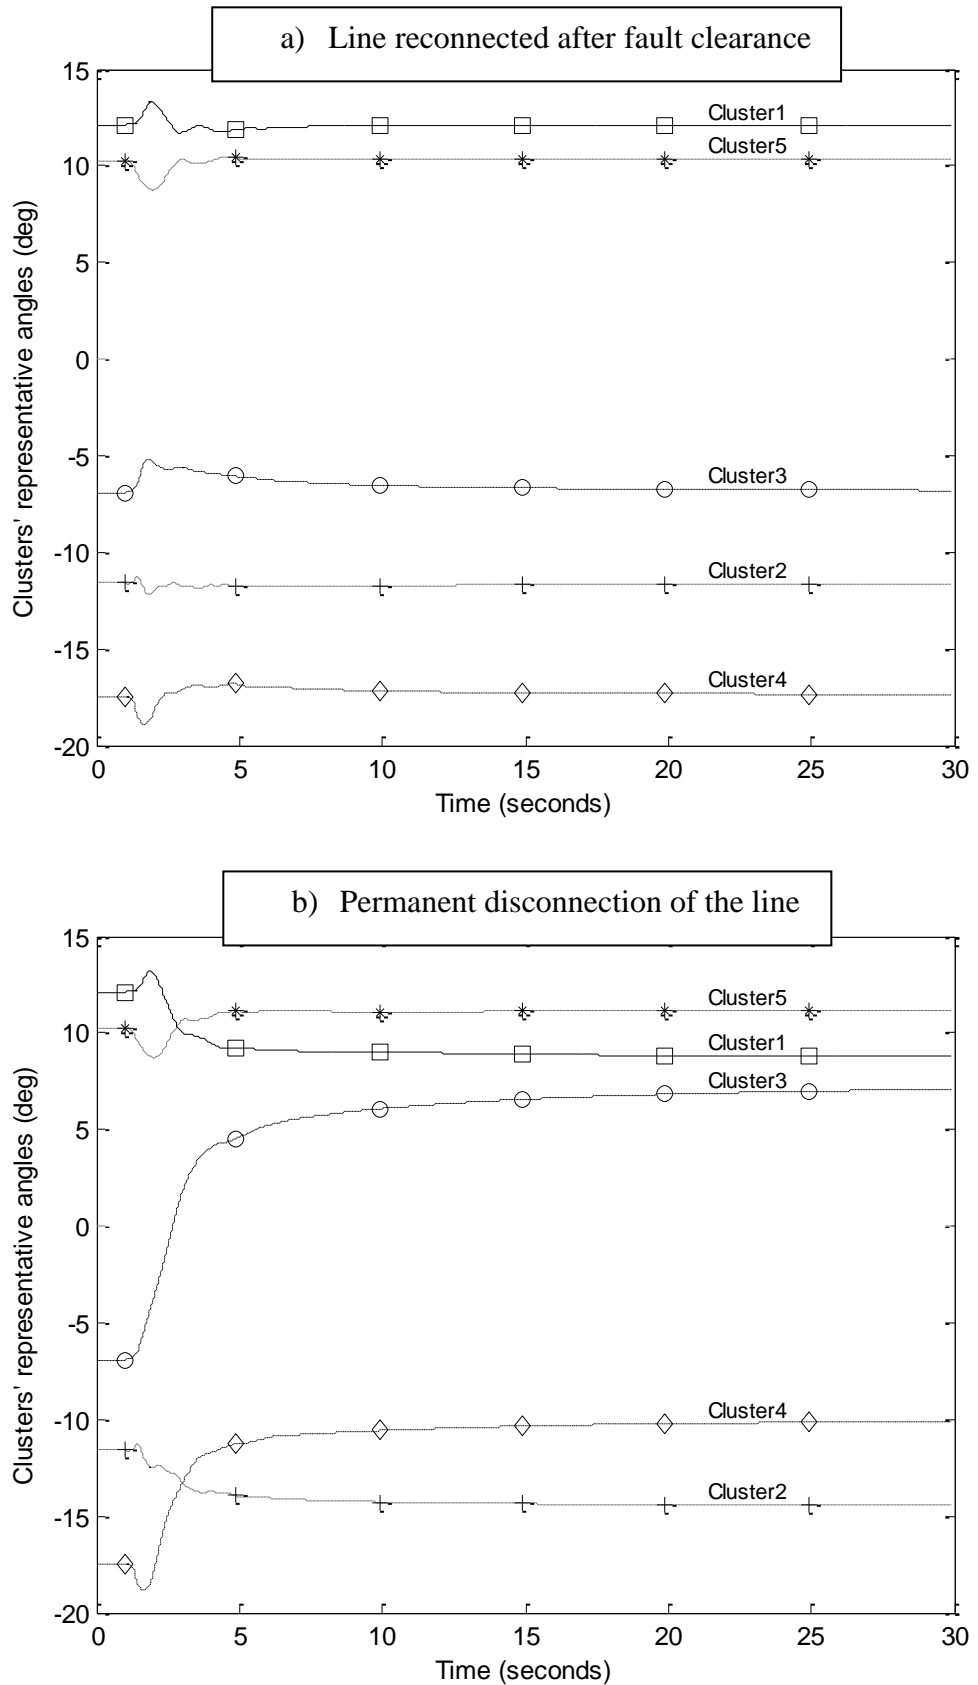 a) Line reconnected after fault clearance
15
10
5
0
-5
-10
-15
-20
Clusters' representative angles (deg)
Cluster1
Cluster5
Cluster3
Cluster2
Cluster4
0 5 10 15 20 25 30
Time (seconds)
b) Permanent disconnection of the line
15
10
5
0
-5
-10
-15
-20
Clusters' representative angles (deg)
Cluster5
Cluster1
Cluster3
Cluster4
Cluster2
0 5 10 15 20 25 30
Time (seconds)